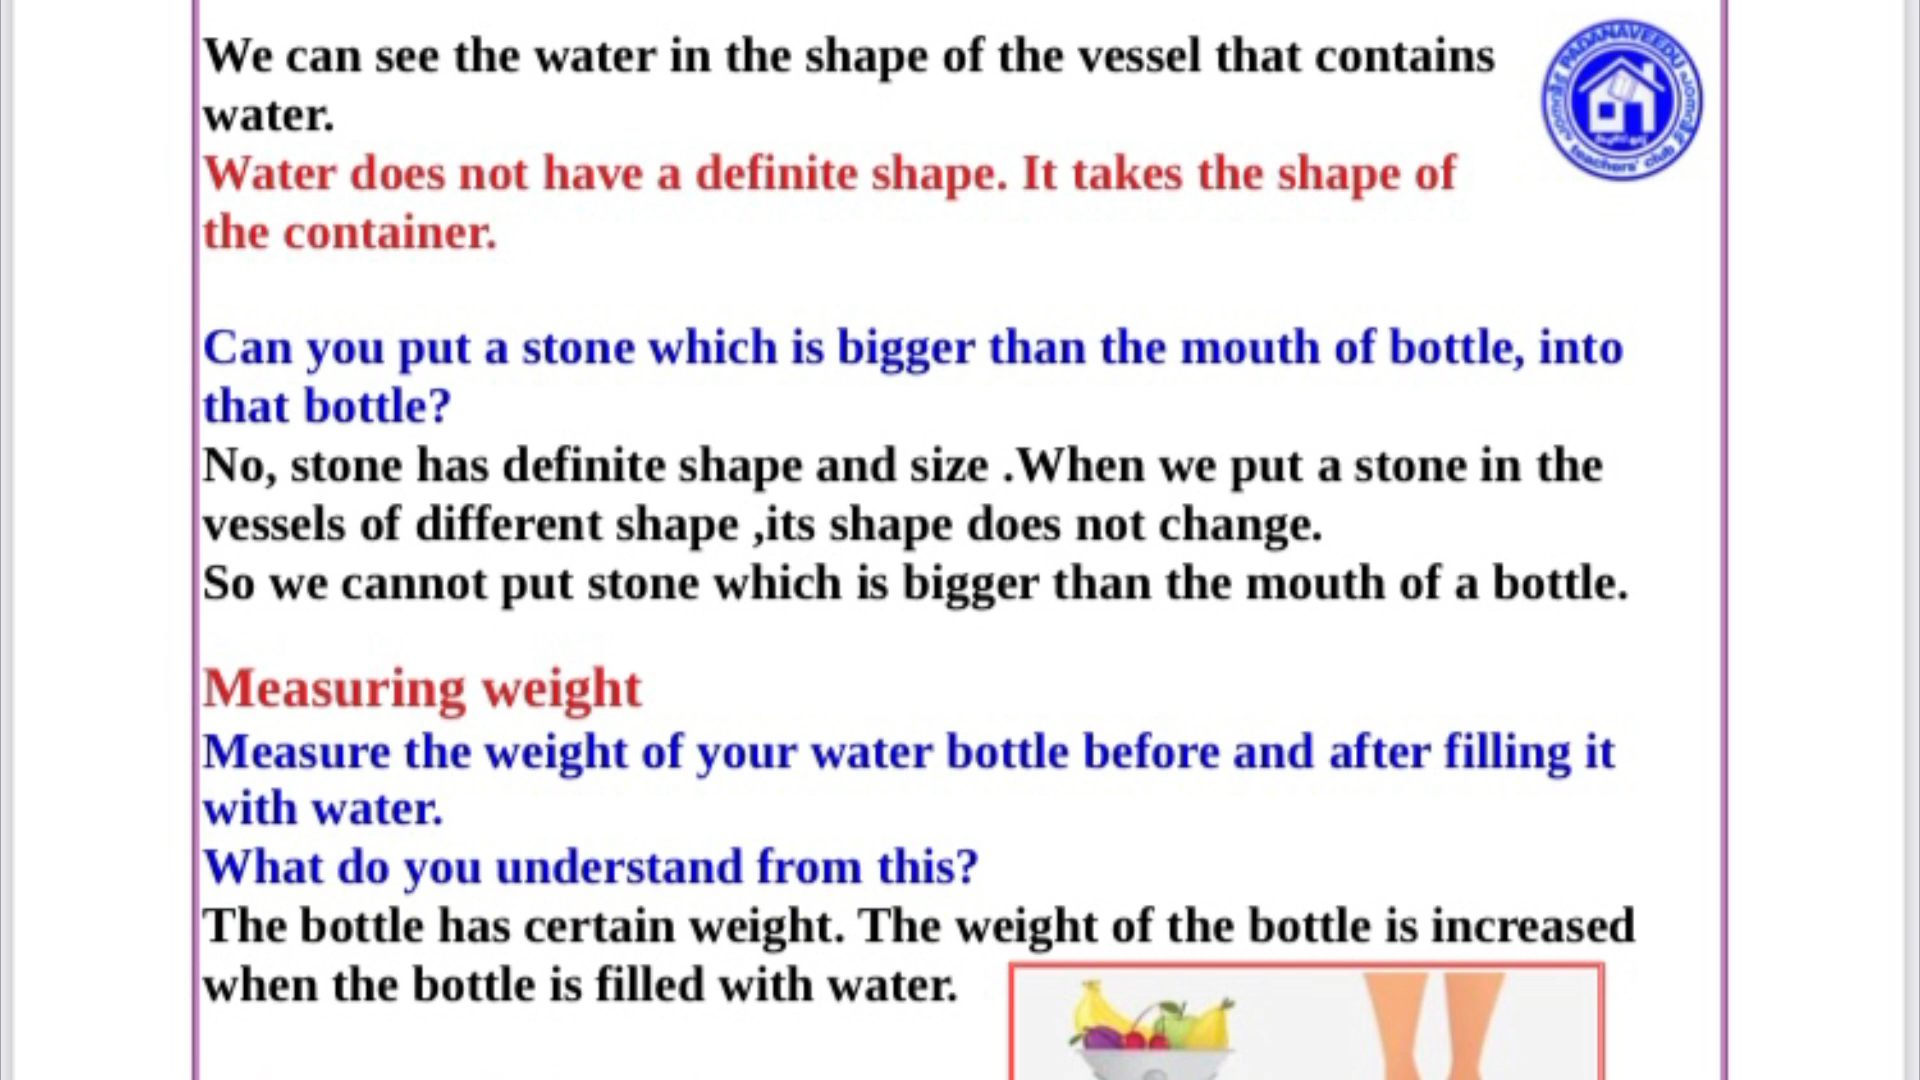 We can see the water in the shape of the vessel that contains
water.
Water does not have a definite shape. It takes the shape of
the container.
PADANAVEEDU
teachers' club
Can you put a stone which is bigger than the mouth of bottle, into
that bottle?
No, stone has definite shape and size .When we put a stone in the
vessels of different shape ,its shape does not change.
So we cannot put stone which is bigger than the mouth of a bottle.
Measuring weight
Measure the weight of your water bottle before and after filling it
with water.
What do you understand from this?
The bottle has certain weight. The weight of the bottle is increased
when the bottle is filled with water.